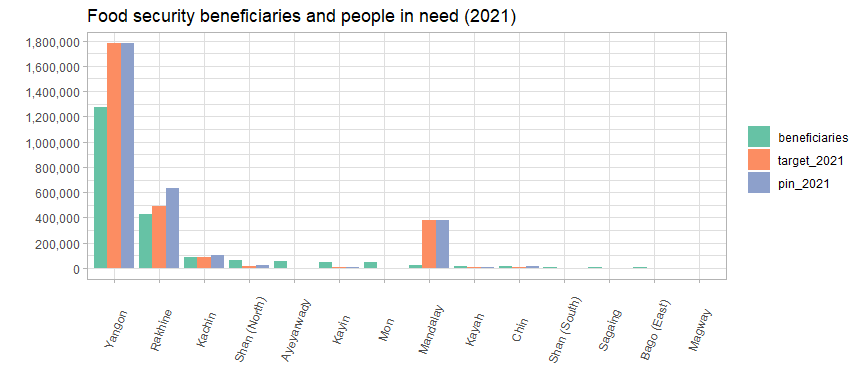 Food security beneficiaries and people in need (2021)
1,800,000
1,600,000
1,400,000
1,200,000
1,000,000
800,000
600,000
400,000
200,000
0
Yangon
Rakhine
Kachin
Shan (North)
Ayeyarwady
Kayin
Mon
Mandalay
Kayah
Chin
Shan (South)
Sagaing
Bago (East)
Magway
beneficiaries
target_2021
pin_2021